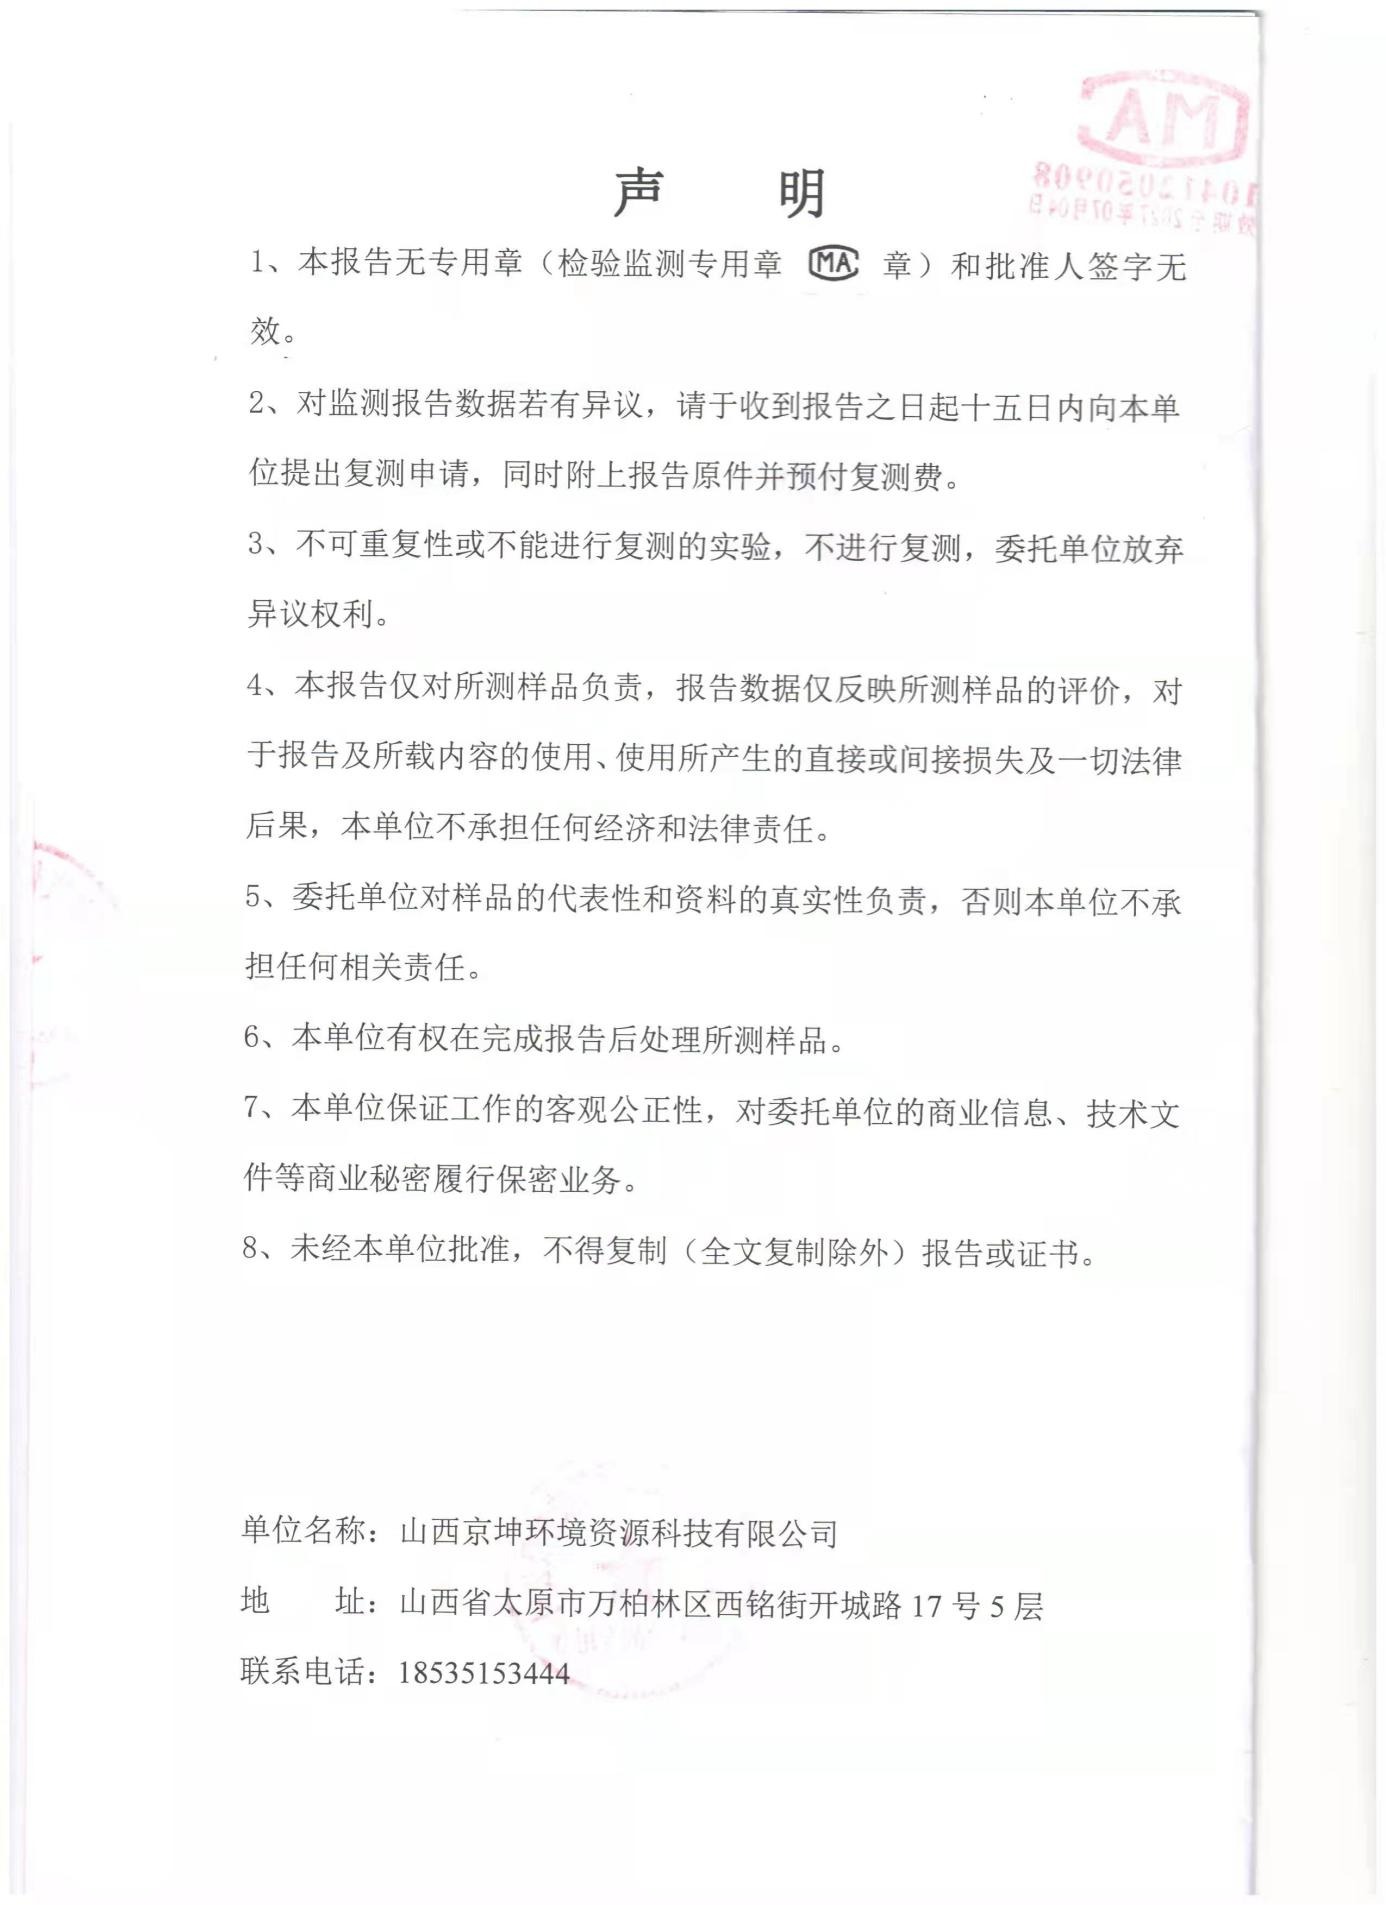 声 明
1、本报告无专用章（检验监测专用章 MA 章）和批准人签字无
效。
2、对监测报告数据若有异议，请于收到报告之日起十五日内向本单
位提出复测申请，同时附上报告原件并预付复测费。
3、不可重复性或不能进行复测的实验，不进行复测，委托单位放弃
异议权利。
4、本报告仅对所测样品负责，报告数据仅反映所测样品的评价，对
于报告及所载内容的使用、使用所产生的直接或间接损失及一切法律
后果，本单位不承担任何经济和法律责任。
5、委托单位对样品的代表性和资料的真实性负责，否则本单位不承
担任何相关责任。
6、本单位有权在完成报告后处理所测样品。
7、本单位保证工作的客观公正性，对委托单位的商业信息、技术文
件等商业秘密履行保密业务。
8、未经本单位批准，不得复制（全文复制除外）报告或证书。
单位名称：山西京坤环境资源科技有限公司
地 址：山西省太原市万柏林区西铭街开城路 17 号 5 层
联系电话：18535153444